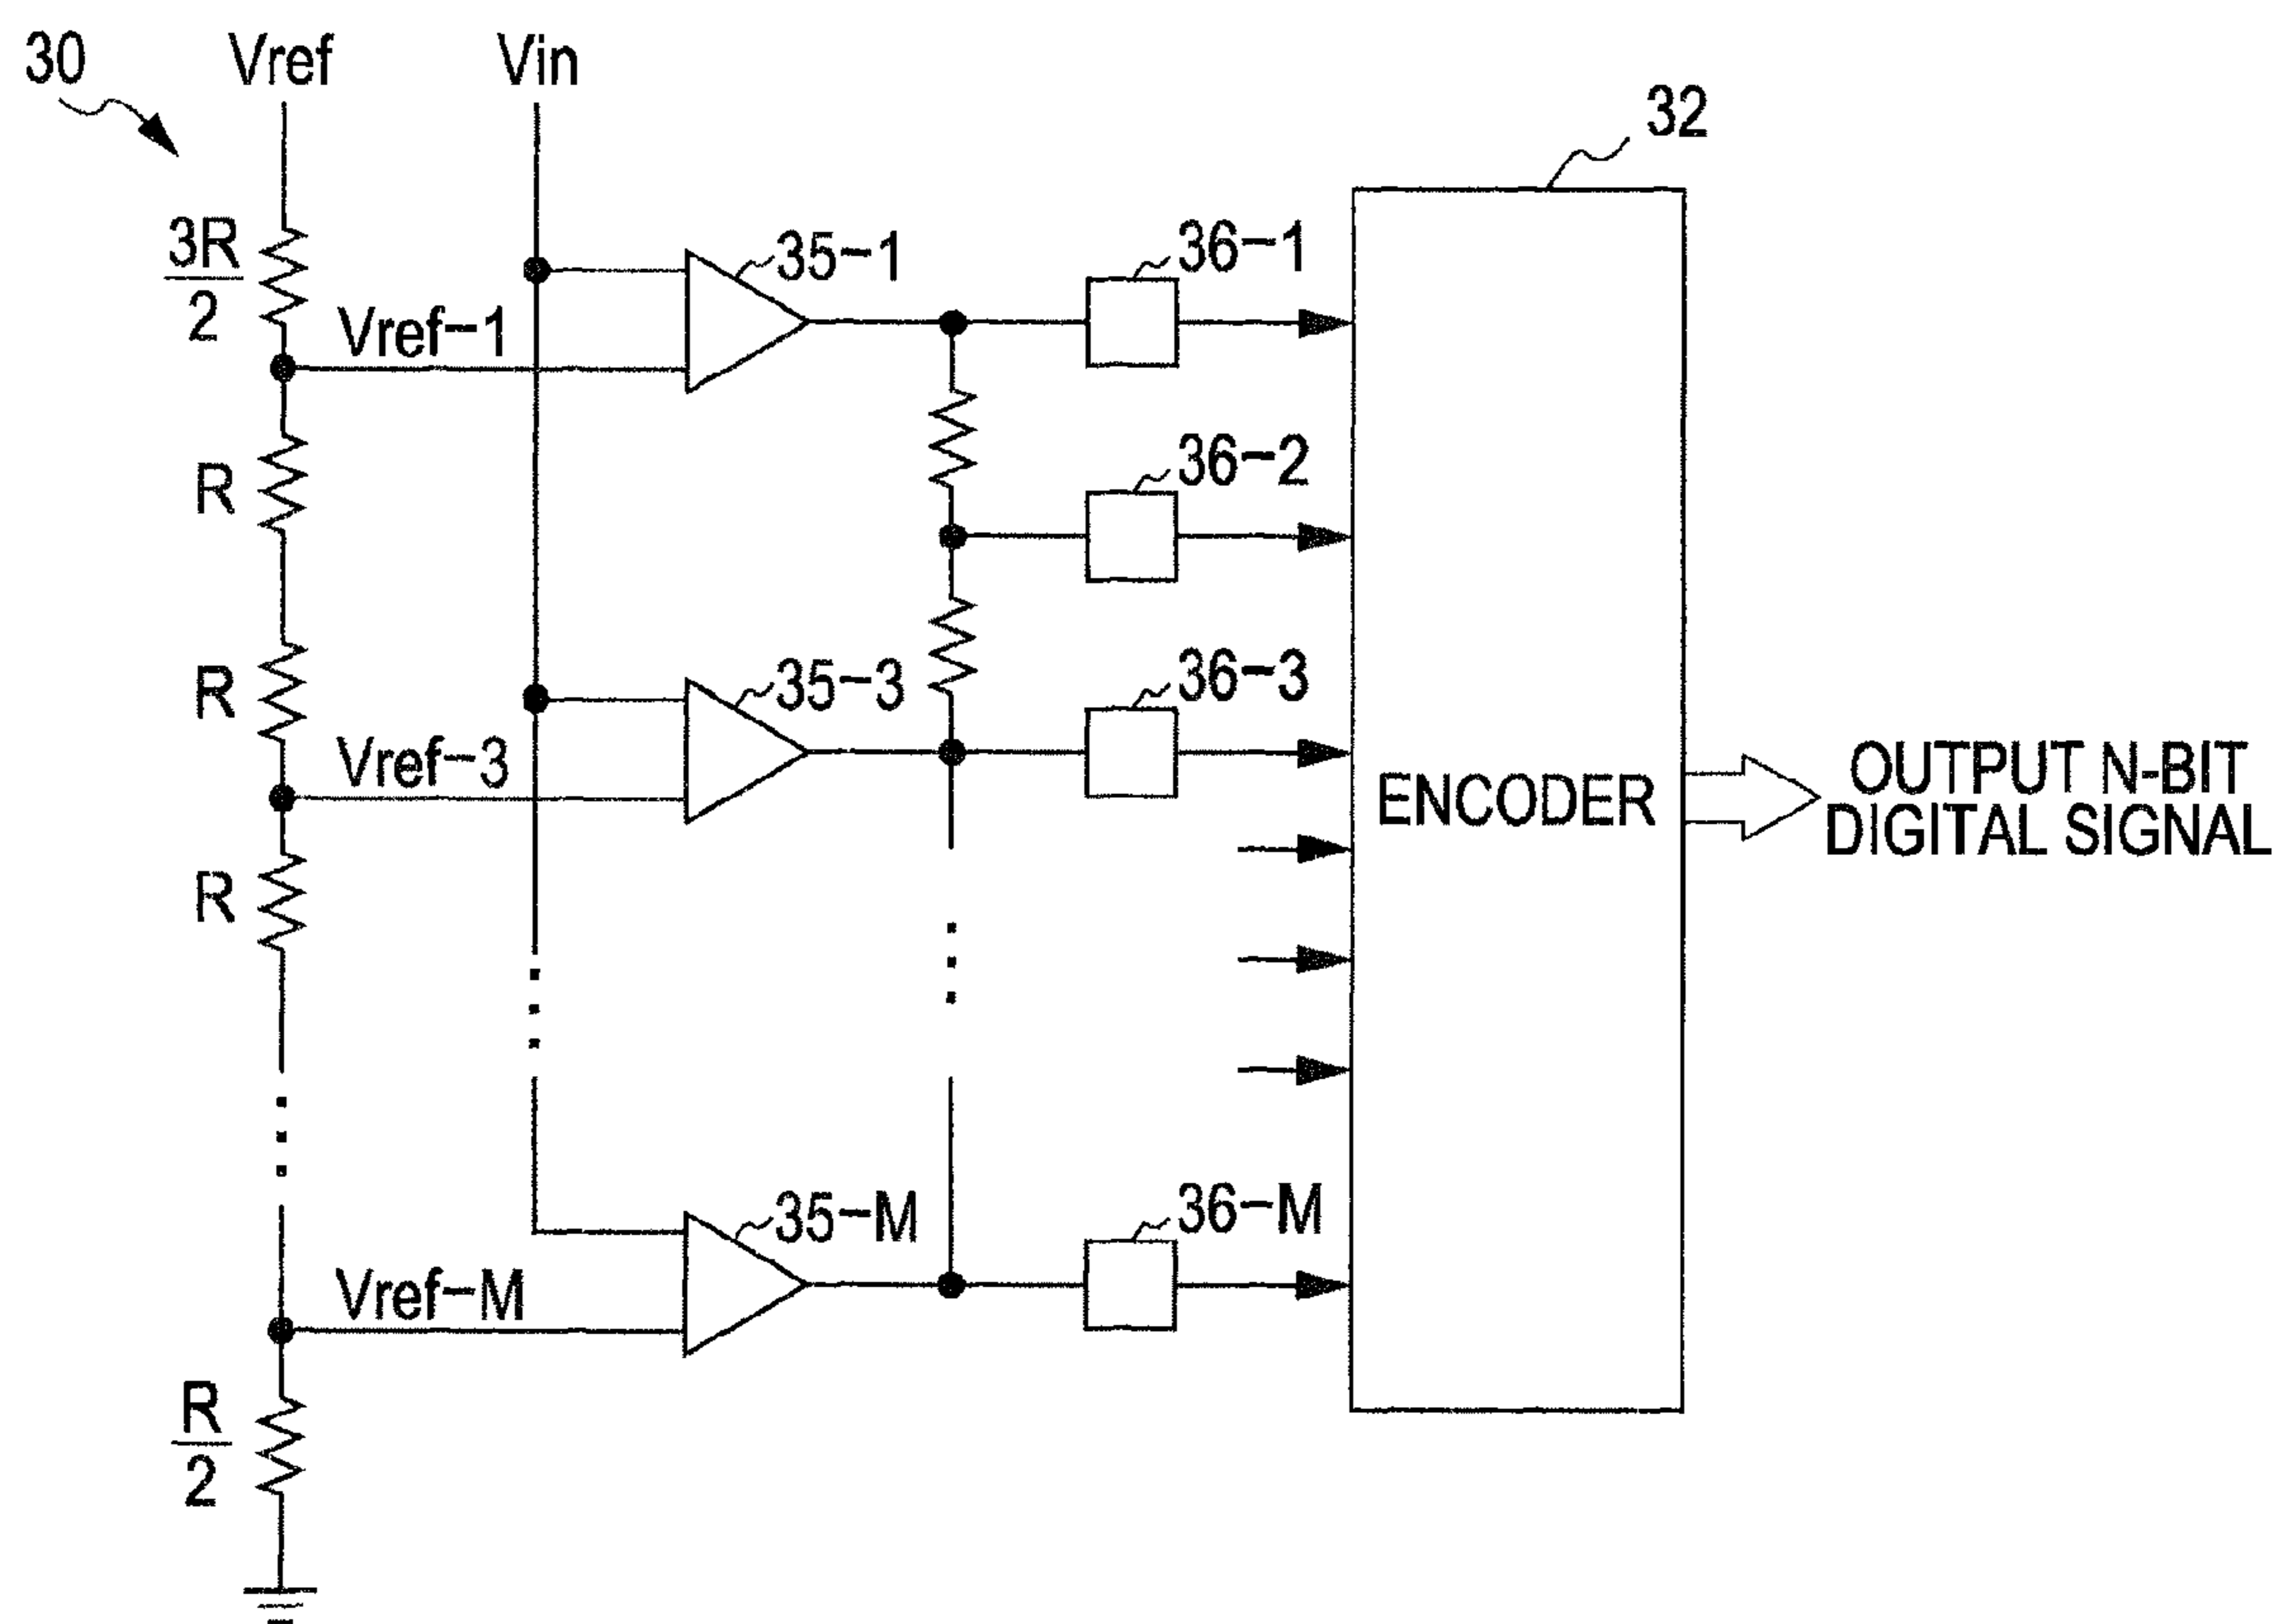 30
Vref
Vin
32
3R
2
35-1
36-1
Vref-1
36-2
R
R
35-3
36-3
Vref-3
ENCODER
OUTPUT N-BIT
DIGITAL SIGNAL
R
35-M
36-M
Vref-M
R
2